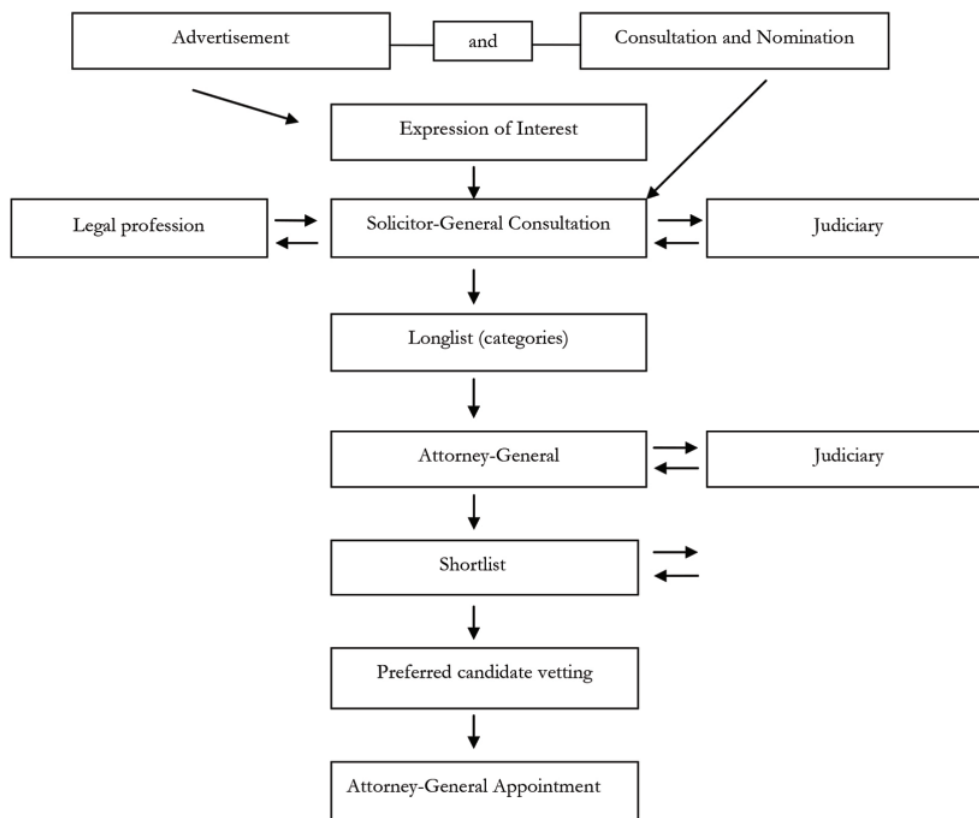 Advertisement
and
Consultation and Nomination
Expression of Interest
Legal profession
Solicitor-General Consultation
Judiciary
Longlist (categories)
Attorney-General
Judiciary
Shortlist
Preferred candidate vetting
Attorney-General Appointment